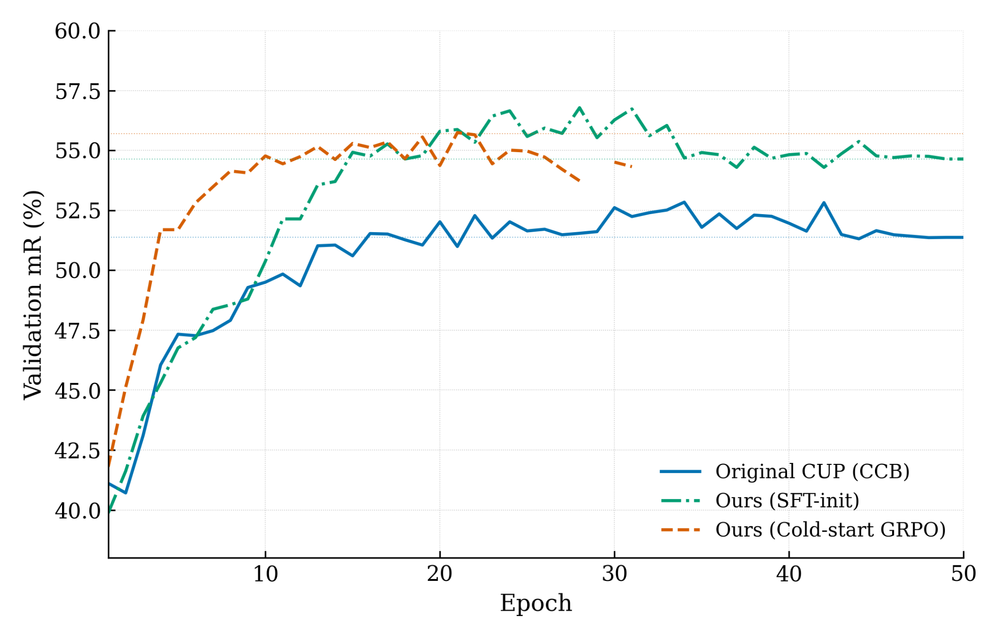 60.0
57.5
55.0
52.5
50.0
47.5
45.0
42.5
40.0
Validation mR (%)
10 20 30 40 50
Epoch
Original CUP (CCB)
Ours (SFT-init)
Ours (Cold-start GRPO)